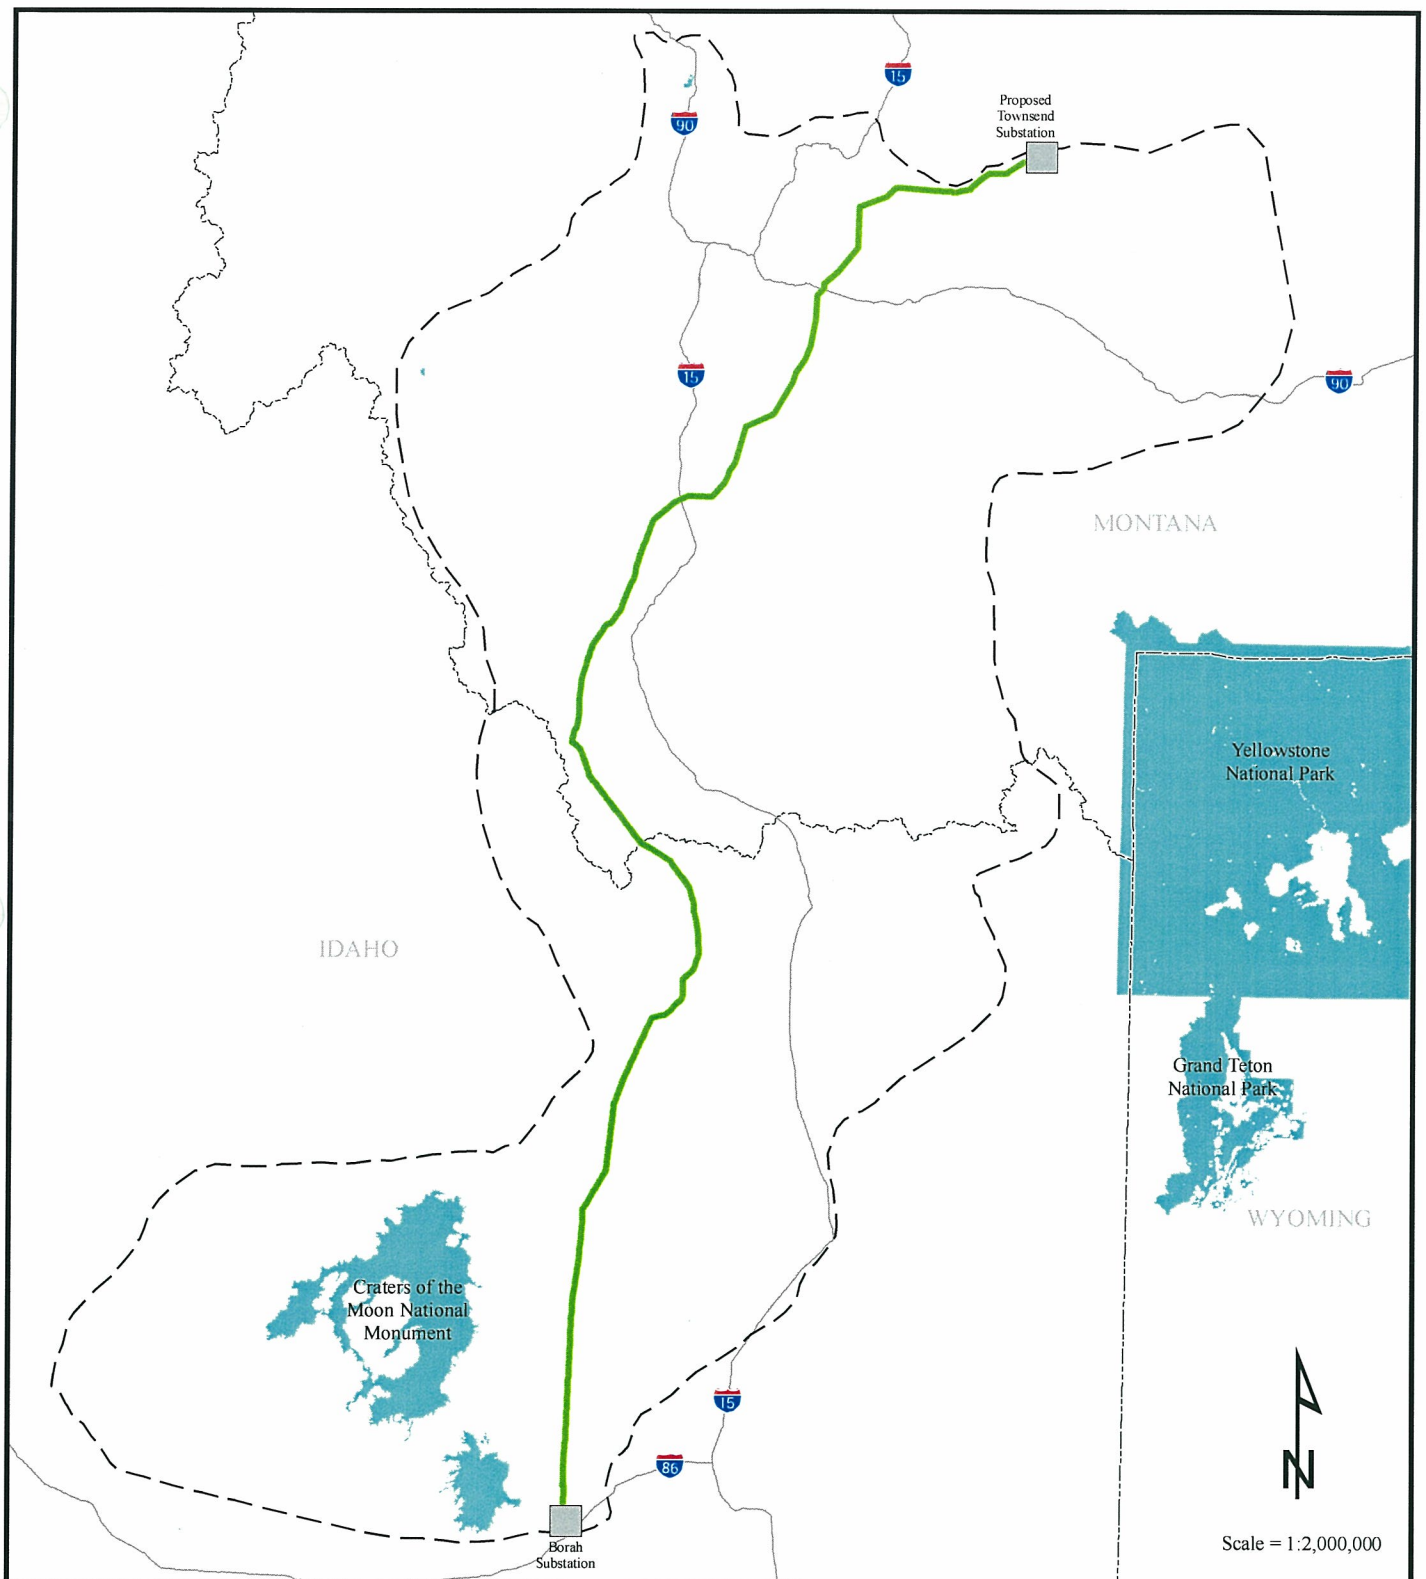 15
Proposed
Townsend
Substation
90
15
90
MONTANA
Yellowstone
National Park
IDAHO
Grand Teton
National Park
WYOMING
Craters of the
Moon National
Monument
15
86
N
Borah
Substation
Scale = 1:2,000,000